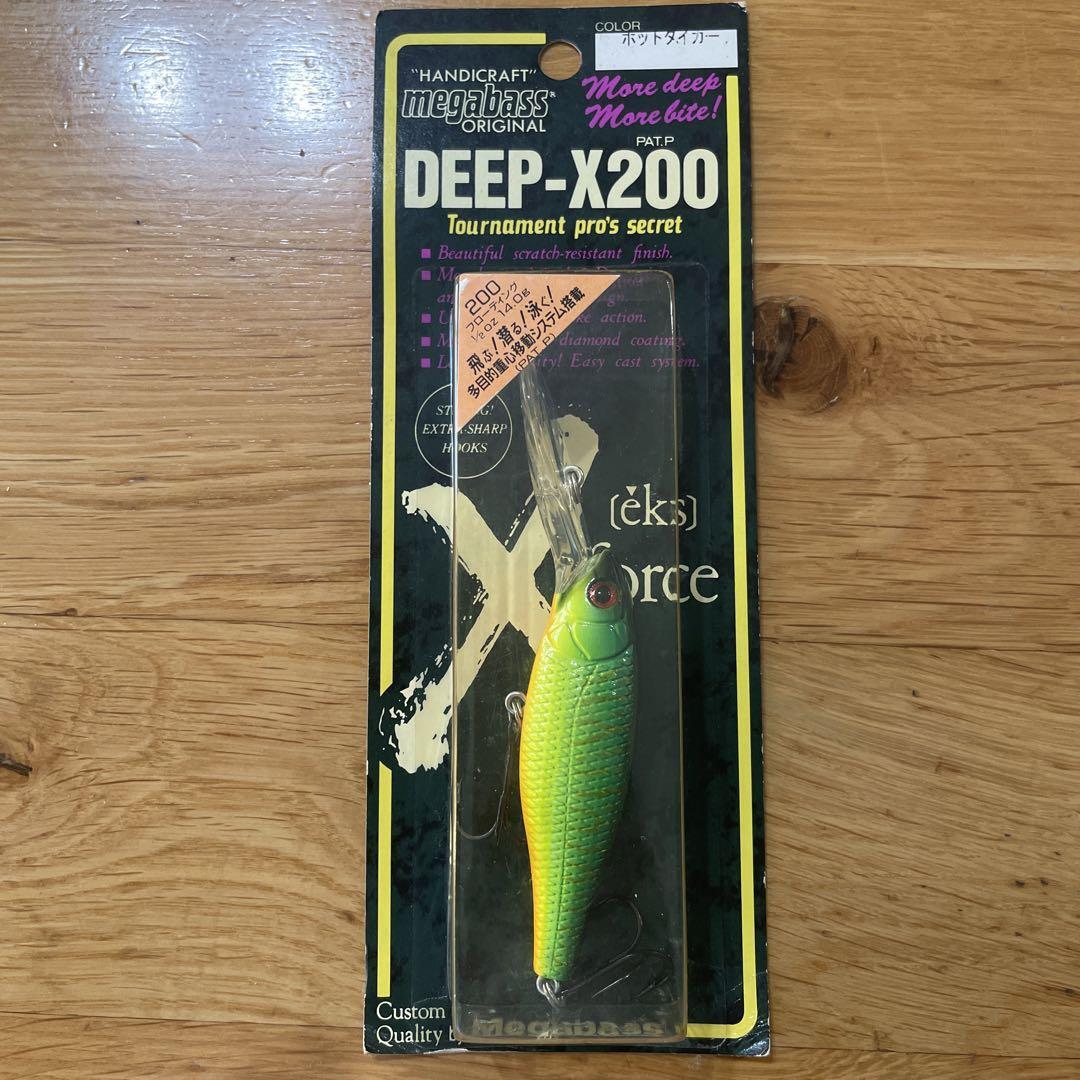 COLOR
ホットタイガー
"HANDICRAFT"
megabass®
ORIGINAL
More deep
More bite!
PAT.P
DEEP-X200
Tournament pro's secret
■ Beautiful scratch-resistant finish.
action.
diamond coating.
Easy cast system.
200
フローティング
1/2oz 14.0g
飛ぶ! 潜る! 泳ぐ!
多目的重心移動システム搭載
(PAT.P)
EXTRA-SHARP
HOOKS
X
[ĕks]
force
Custom
Quality
Megabass